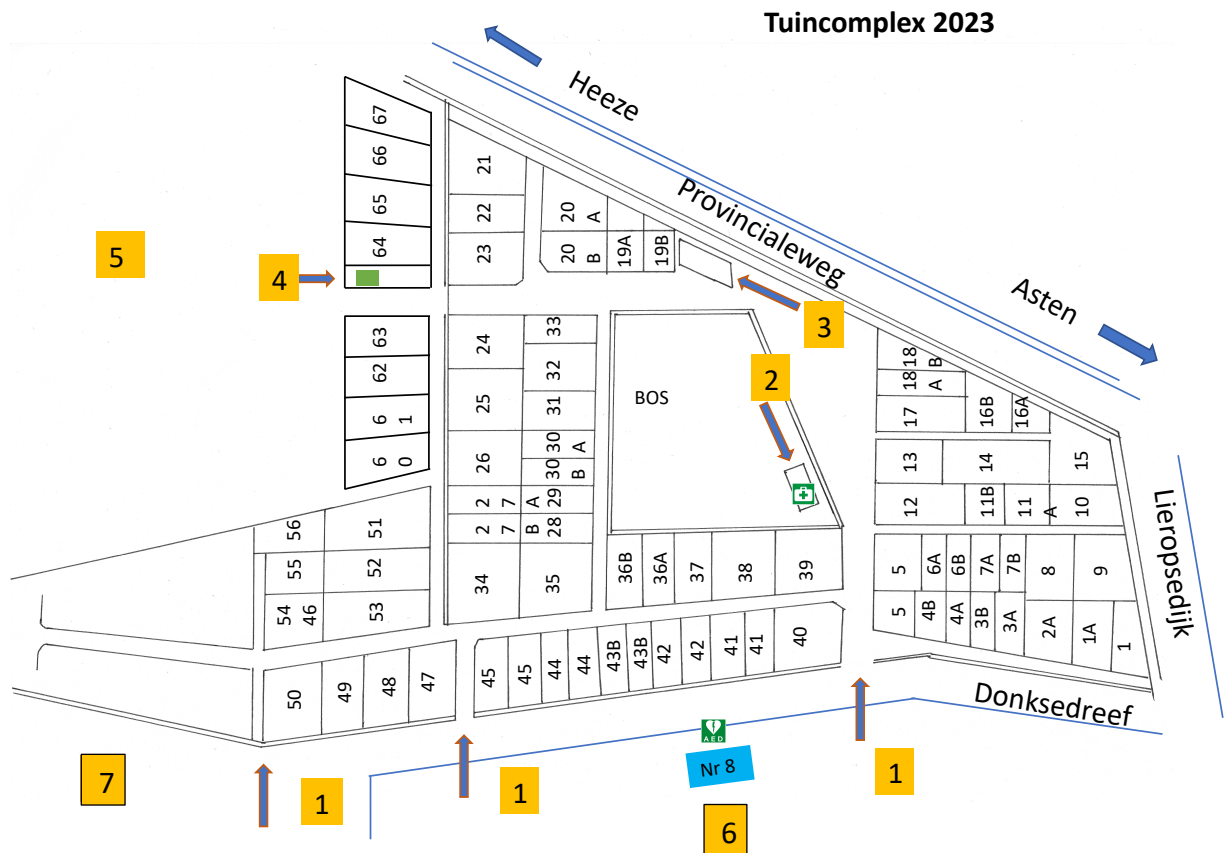 Tuincomplex 2023
Heeze
Provincialeweg
Asten
Lieropsedijk
Donksedreef
67
66
65
64
5
4
21
22
23
20 A
20 B
19A
19B
3
2
63
62
6 1
6 0
24
25
26
2 7 A
2 7 B
33
32
31
30 A
30 B
29
28
34
35
BOS
36B
36A
37
38
39
18 B
18 A
17
16B
16A
13
14
15
12
11B
11 A
10
5
6A
6B
7A
7B
8
9
5
4B
4A
3B
3A
2A
1A
1
56
51
55
52
54
46
53
50
49
48
47
45
45
44
44
43B
43B
42
42
41
41
40
AED
Nr 8
7
1
1
1
6